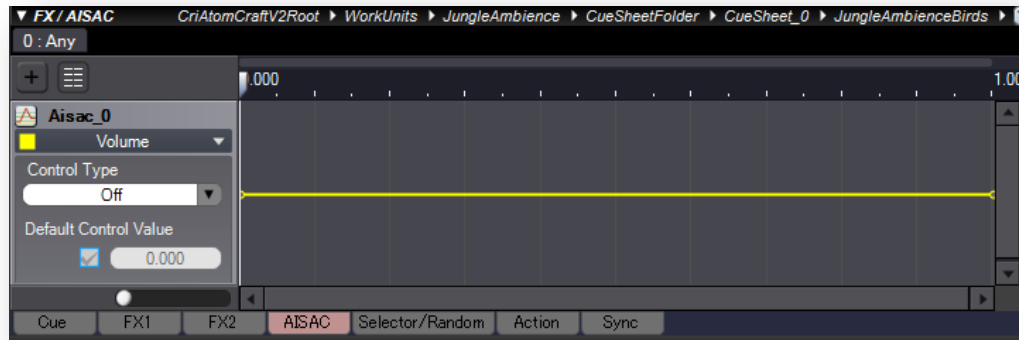 ▼ FX / AISAC CriAtomCraftV2Root ▶ WorkUnits ▶ JungleAmbience ▶ CueSheetFolder ▶ CueSheet_0 ▶ JungleAmbienceBirds ▶
0 : Any
.000 1.00
Aisac_0
Volume
Control Type
Off
Default Control Value
0.000
Cue FX1 FX2 AISAC Selector/Random Action Sync